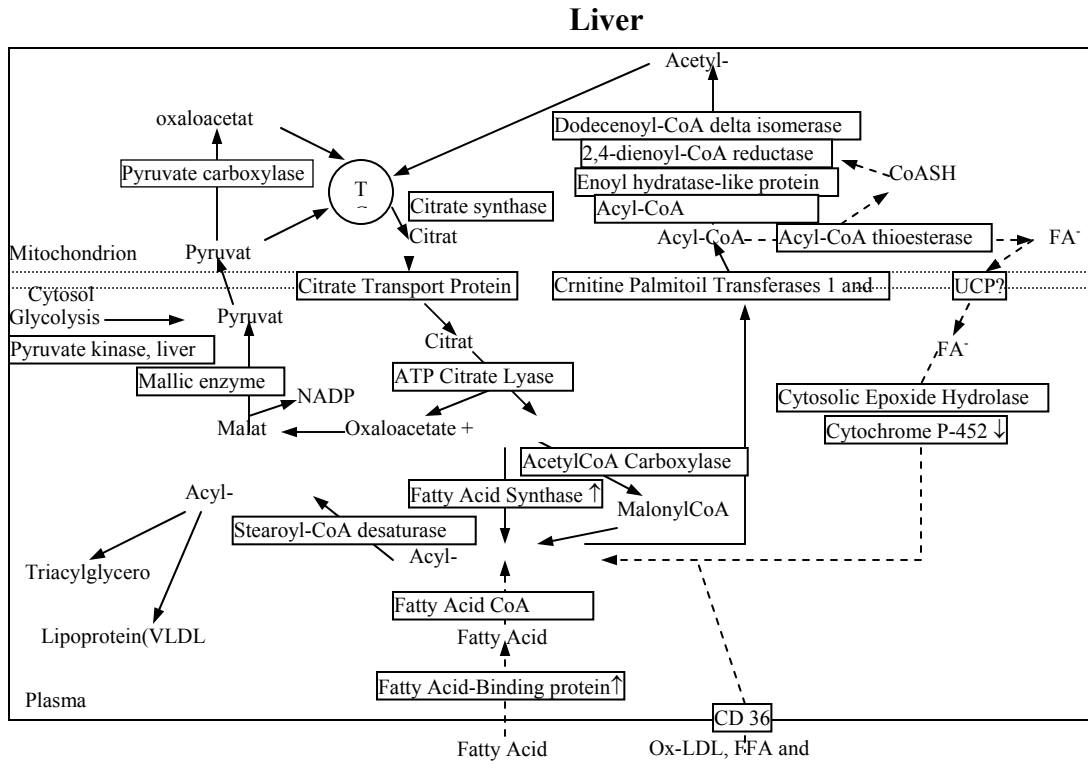 Liver
Acetyl-
oxaloacetat
Dodecenoyl-CoA delta isomerase
2,4-dienoyl-CoA reductase
Pyruvate carboxylase
CoASH
Enoyl hydratase-like protein
T
Citrate synthase
Acyl-CoA
Citrat
Acyl-CoA
Acyl-CoA thioesterase
FA⁻
Mitochondrion
Pyruvat
Citrate Transport Protein
Crnitine Palmitoil Transferases 1 and
UCP?
Cytosol
Glycolysis
Pyruvat
Citrat
FA⁻
Pyruvate kinase, liver
Mallic enzyme
ATP Citrate Lyase
NADP
Cytosolic Epoxide Hydrolase
Malat
Oxaloacetate +
Cytochrome P-452 ↓
AcetylCoA Carboxylase
Acyl-
Fatty Acid Synthase ↑
MalonylCoA
Stearoyl-CoA desaturase
Acyl-
Triacylglycero
Fatty Acid CoA
Lipoprotein(VLDL
Fatty Acid
Fatty Acid-Binding protein↑
Plasma
CD 36
Fatty Acid
Ox-LDL, FFA and